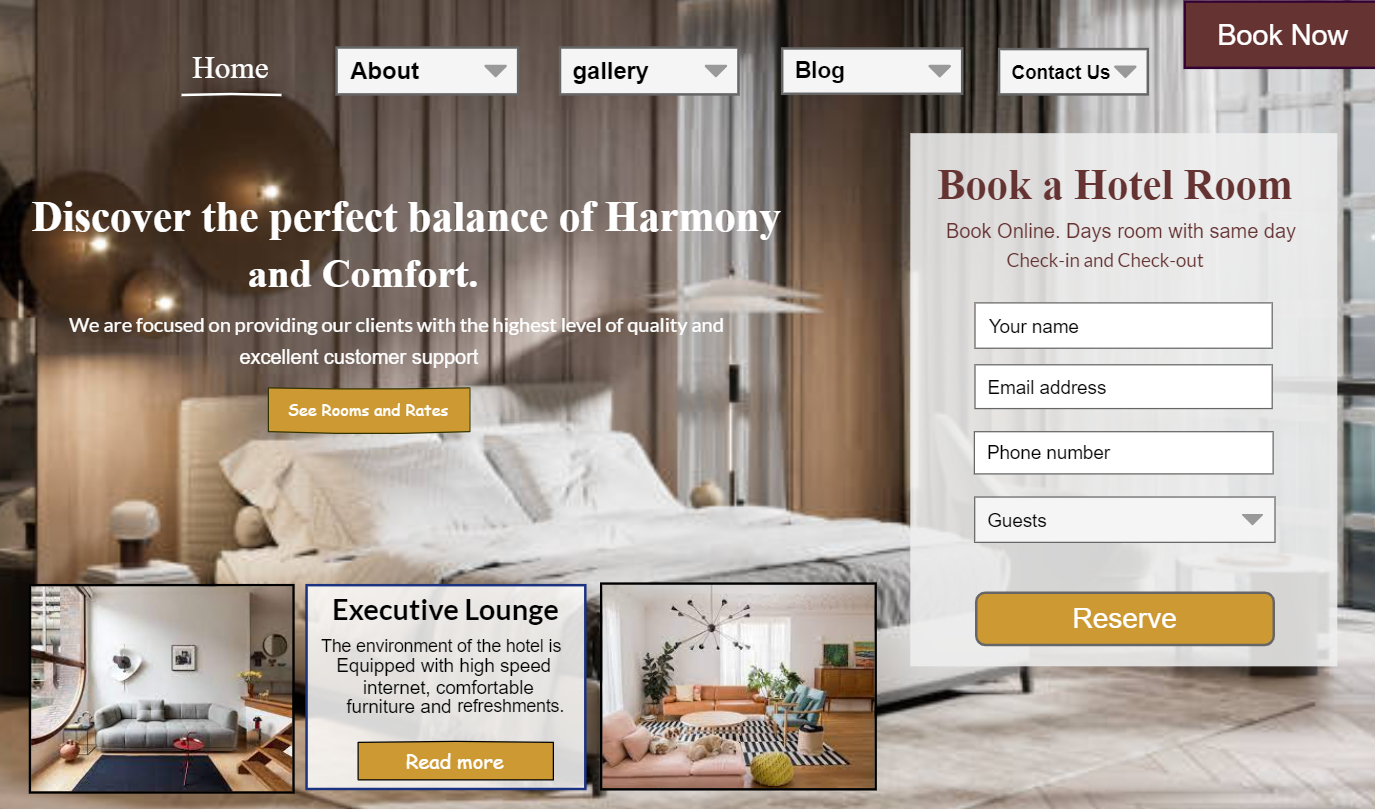 Book Now
Home
About
gallery
Blog
Contact Us
Discover the perfect balance of Harmony
and Comfort.
We are focused on providing our clients with the highest level of quality and
excellent customer support
See Rooms and Rates
Book a Hotel Room
Book Online. Days room with same day
Check-in and Check-out
Your name
Email address
Phone number
Guests
Reserve
Executive Lounge
The environment of the hotel is
Equipped with high speed
internet, comfortable
furniture and refreshments.
Read more